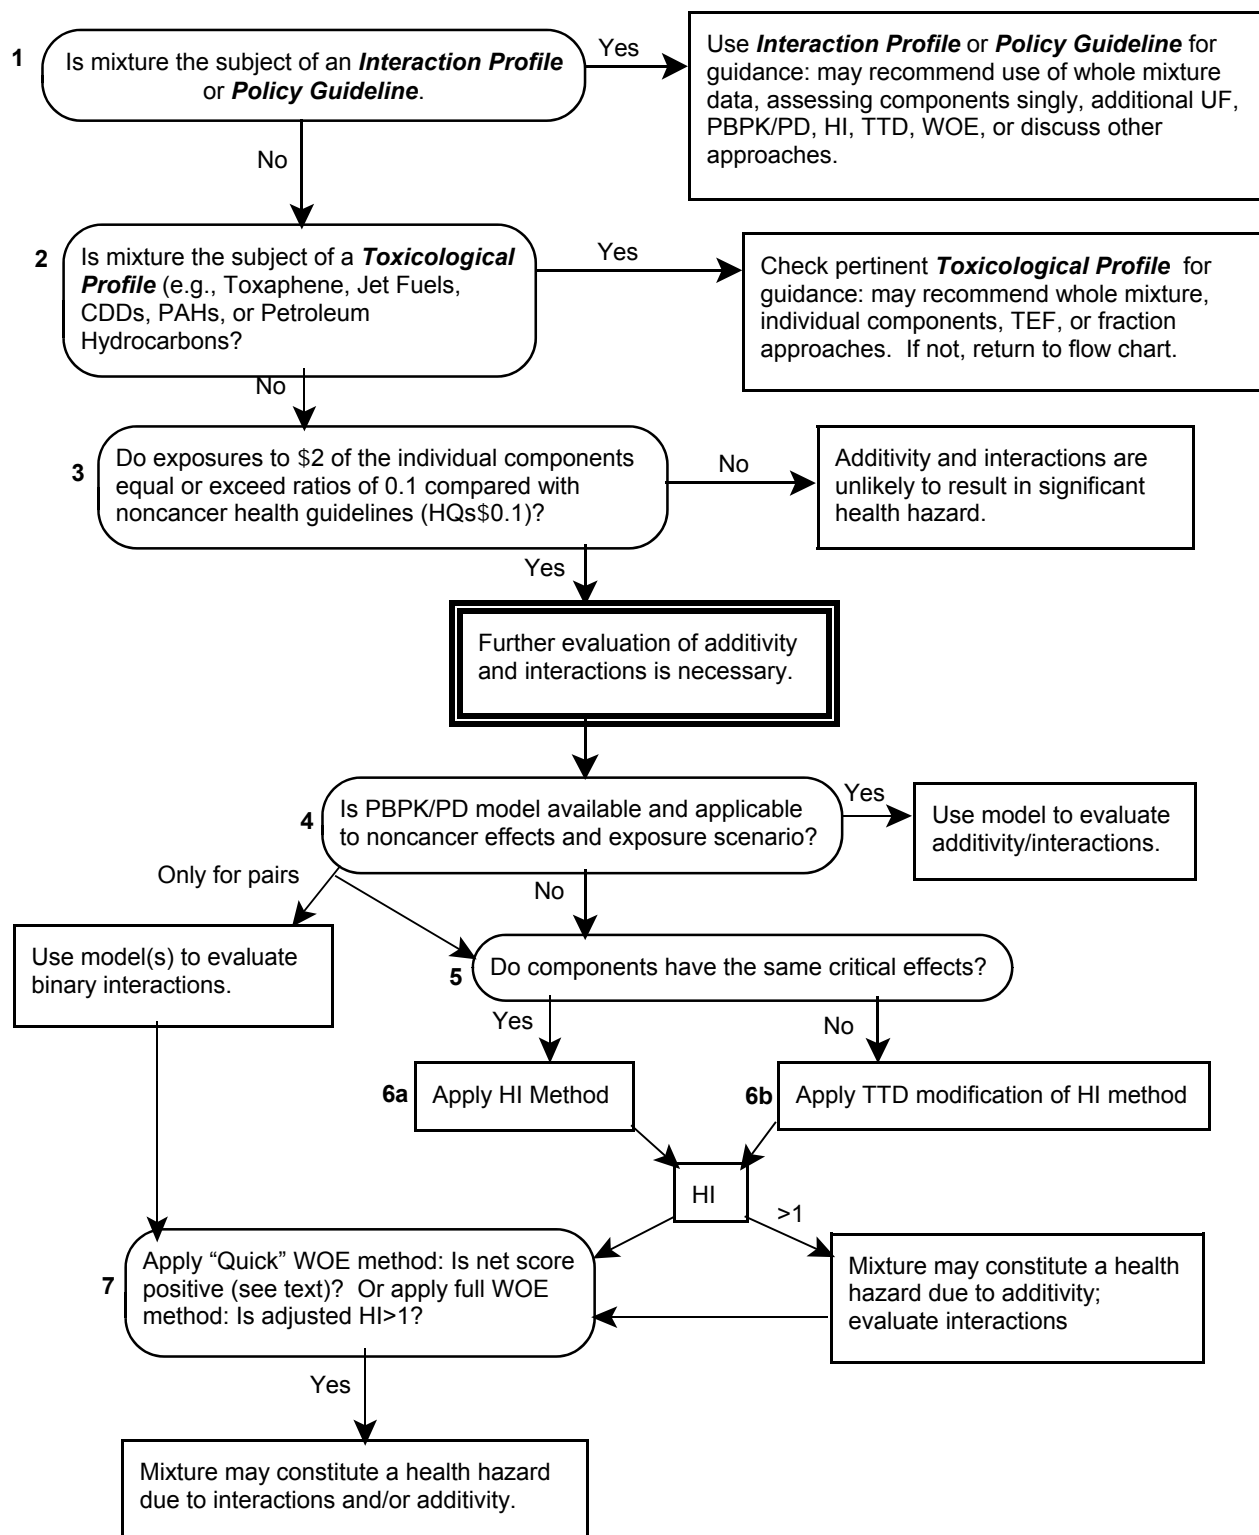 1
Is mixture the subject of an Interaction Profile
or Policy Guideline.
Yes
Use Interaction Profile or Policy Guideline for
guidance: may recommend use of whole mixture
data, assessing components singly, additional UF,
PBPK/PD, HI, TTD, WOE, or discuss other
approaches.
No
2
Is mixture the subject of a Toxicological
Profile (e.g., Toxaphene, Jet Fuels,
CDDs, PAHs, or Petroleum
Hydrocarbons?
Yes
Check pertinent Toxicological Profile for
guidance: may recommend whole mixture,
individual components, TEF, or fraction
approaches. If not, return to flow chart.
No
3
Do exposures to $2 of the individual components
equal or exceed ratios of 0.1 compared with
noncancer health guidelines (HQs$0.1)?
No
Additivity and interactions are
unlikely to result in significant
health hazard.
Yes
Further evaluation of additivity
and interactions is necessary.
4
Is PBPK/PD model available and applicable
to noncancer effects and exposure scenario?
Yes
Use model to evaluate
additivity/interactions.
Only for pairs
No
Use model(s) to evaluate
binary interactions.
5
Do components have the same critical effects?
Yes
No
6a
Apply HI Method
6b
Apply TTD modification of HI method
HI
>1
7
Apply “Quick” WOE method: Is net score
positive (see text)? Or apply full WOE
method: Is adjusted HI>1?
Mixture may constitute a health
hazard due to additivity;
evaluate interactions
Yes
Mixture may constitute a health hazard
due to interactions and/or additivity.